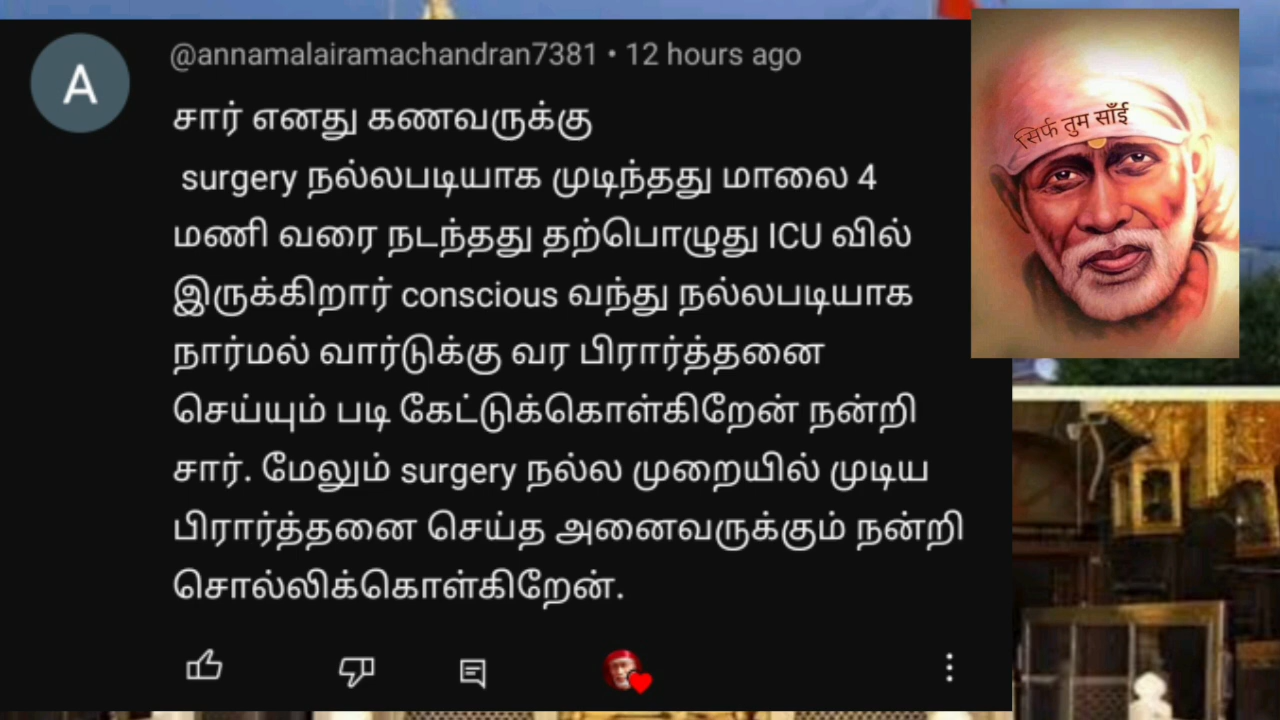 @annamalairamachandran7381 • 12 hours ago
A
சார் எனது கணவருக்கு
surgery நல்லபடியாக முடிந்தது மாலை 4
மணி வரை நடந்தது தற்பொழுது ICU வில்
இருக்கிறார் conscious வந்து நல்லபடியாக
நார்மல் வார்டுக்கு வர பிரார்த்தனை
செய்யும் படி கேட்டுக்கொள்கிறேன் நன்றி
சார். மேலும் surgery நல்ல முறையில் முடிய
பிரார்த்தனை செய்த அனைவருக்கும் நன்றி
சொல்லிக்கொள்கிறேன்.
सिर्फ तुम साँई